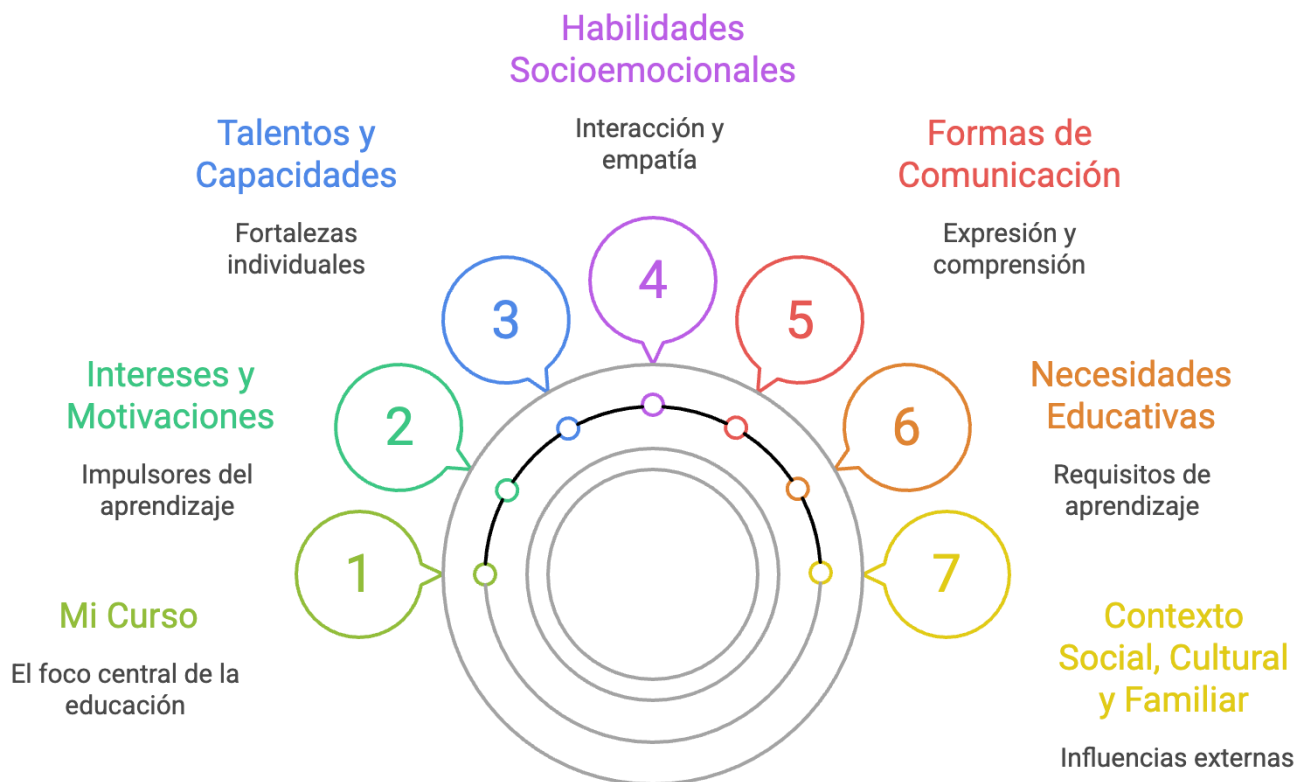 Habilidades
Socioemocionales
Interacción y
empatía
Talentos y
Capacidades
Fortalezas
individuales
Formas de
Comunicación
Expresión y
comprensión
4
3
5
Intereses y
Motivaciones
Impulsores del
aprendizaje
2
6
Necesidades
Educativas
Requisitos de
aprendizaje
1
7
Mi Curso
El foco central de la
educación
Contexto
Social, Cultural
y Familiar
Influencias externas